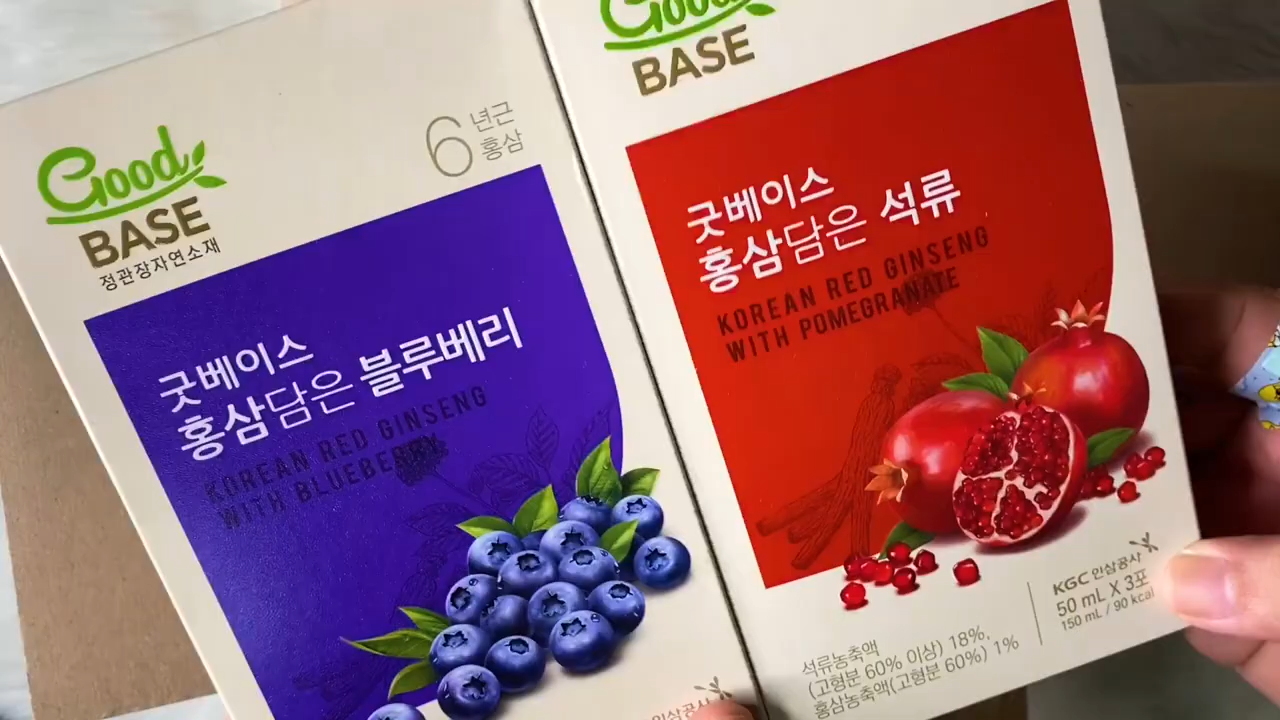 Good
BASE
정관장자연소재
6년근
홍삼
굿베이스
홍삼담은 블루베리
KOREAN RED GINSENG
WITH BLUEBERRY
인삼공사
Good
BASE
굿베이스
홍삼담은 석류
KOREAN RED GINSENG
WITH POMEGRANATE
석류농축액
(고형분 60% 이상) 18%,
홍삼농축액(고형분 60%) 1%
KGC 인삼공사
50 mL X 3포
150 mL / 90 kcal